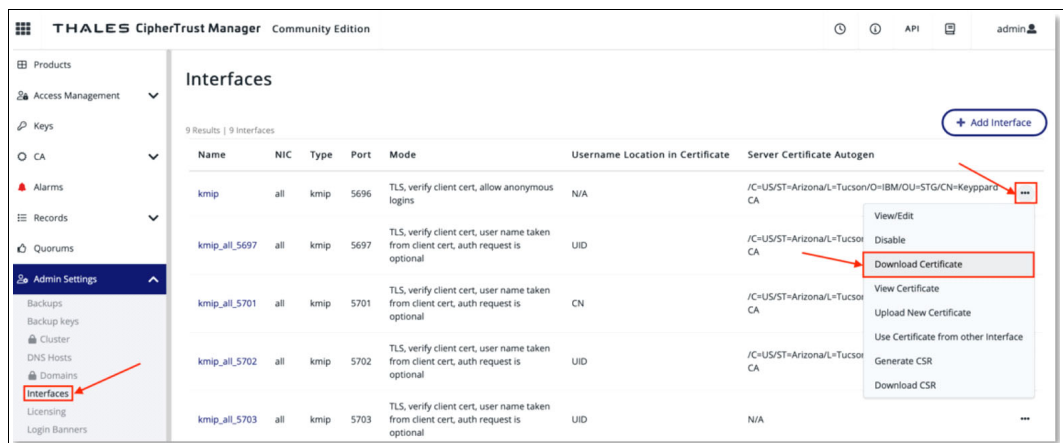 THALES CipherTrust Manager Community Edition
API
admin
Products
Access Management
Keys
CA
Alarms
Records
Quorums
Admin Settings
Backups
Backup keys
Cluster
DNS Hosts
Domains
Interfaces
Licensing
Login Banners
Interfaces
9 Results | 9 Interfaces
+ Add Interface
Name NIC Type Port Mode Username Location in Certificate Server Certificate Autogen
kmip all kmip 5696 TLS, verify client cert, allow anonymous N/A /C=US/ST=Arizona/L=Tucson/O=IBM/OU=STG/CN=Keyppard
logins CA
kmip_all_5697 all kmip 5697 TLS, verify client cert, user name taken UID /C=US/ST=Arizona/L=Tucson
from client cert, auth request is CA
optional
kmip_all_5701 all kmip 5701 TLS, verify client cert, user name taken CN /C=US/ST=Arizona/L=Tucson
from client cert, auth request is CA
optional
kmip_all_5702 all kmip 5702 TLS, verify client cert, user name taken UID /C=US/ST=Arizona/L=Tucson
from client cert, auth request is CA
optional
kmip_all_5703 all kmip 5703 TLS, verify client cert, user name taken UID N/A
from client cert, auth request is
optional
View/Edit
Disable
Download Certificate
View Certificate
Upload New Certificate
Use Certificate from other Interface
Generate CSR
Download CSR